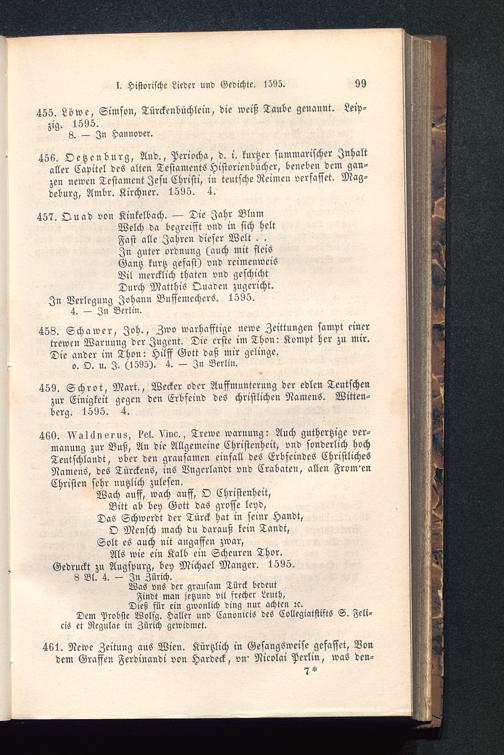 I. Historische Lieder und Gedichte. 1595. 99
455. Löwe, Simson, Türckenbüchlein, die weiß Taube genannt. Leip-
zig. 1595.
8. — In Hannover.
456. Oetzenburg, And., Periocha, d. i. kurtzer summarischer Inhalt
aller Capitel des alten Testaments Historienbücher, beneben dem gan-
zen newen Testament Jesu Christi, in teutsche Reimen verfasset. Mag-
deburg, Ambr. Kirchner. 1595. 4.
457. Quad von Kinkelbach. — Die Jahr Blum
Welch da begreifft vnd in sich helt
Fast alle Jahren dieser Welt . .
In guter ordnung (auch mit fleis
Gantz kurtz gefast) vnd reimenweis
Vil mercklich thaten vnd geschicht
Durch Matthis Quaden zugericht.
In Verlegung Johann Bussemechers. 1595.
4. — In Berlin.
458. Schawer, Joh., Zwo warhafftige newe Zeittungen sampt einer
trewen Warnung der Jugent. Die erste im Thon: Kompt her zu mir.
Die ander im Thon: Hilff Gott daß mir gelinge.
o. O. u. J. (1595). 4. — In Berlin.
459. Schrot, Mart., Wecker oder Auffmunterung der edlen Teutschen
zur Einigkeit gegen den Erbfeind des christlichen Namens. Witten-
berg. 1595. 4.
460. Waldnerus, Pet. Vinc., Trewe warnung: Auch guthertzige ver-
manung zur Buß, An die Allgemeine Christenheit, vnd sonderlich hoch
Teutschlandt, vber den grausamen einfall des Erbfeindes Christliches
Namens, des Türckens, ins Vngerlandt vnd Crabaten, allen From'en
Christen sehr nutzlich zulesen.
Wach auff, wach auff, O Christenheit,
Bitt ab bey Gott das grosse leyd,
Das Schwerdt der Türck hat in seinr Handt,
O Mensch mach du darauß kein Tandt,
Solt es auch nit angaffen zwar,
Als wie ein Kalb ein Scheuren Thor.
Gedruckt zu Augspurg, bey Michael Manger. 1595.
8 Bl. 4. — In Zürich.
Was vns der grausam Türck bedeut
Findt man jetzund vil frecher Leuth,
Dieß für ein gwonlich ding nur achten ꝛc.
Dem Probste Wolfg. Haller und Canonicis des Collegiatstifts S. Feli-
cis et Regulae in Zürich gewidmet.
461. Newe Zeitung aus Wien. Kürtzlich in Gesangsweise gefasset, Von
dem Graffen Ferdinandi von Hardeck, vn' Nicolai Perlin, was den-
7*